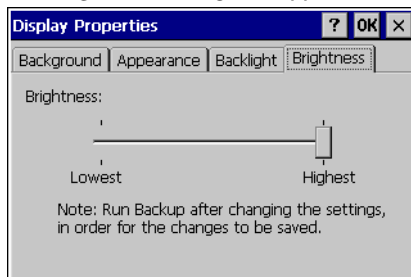 Display Properties ? OK ×
Background Appearance Backlight Brightness
Brightness:
Lowest Highest
Note: Run Backup after changing the settings,
in order for the changes to be saved.